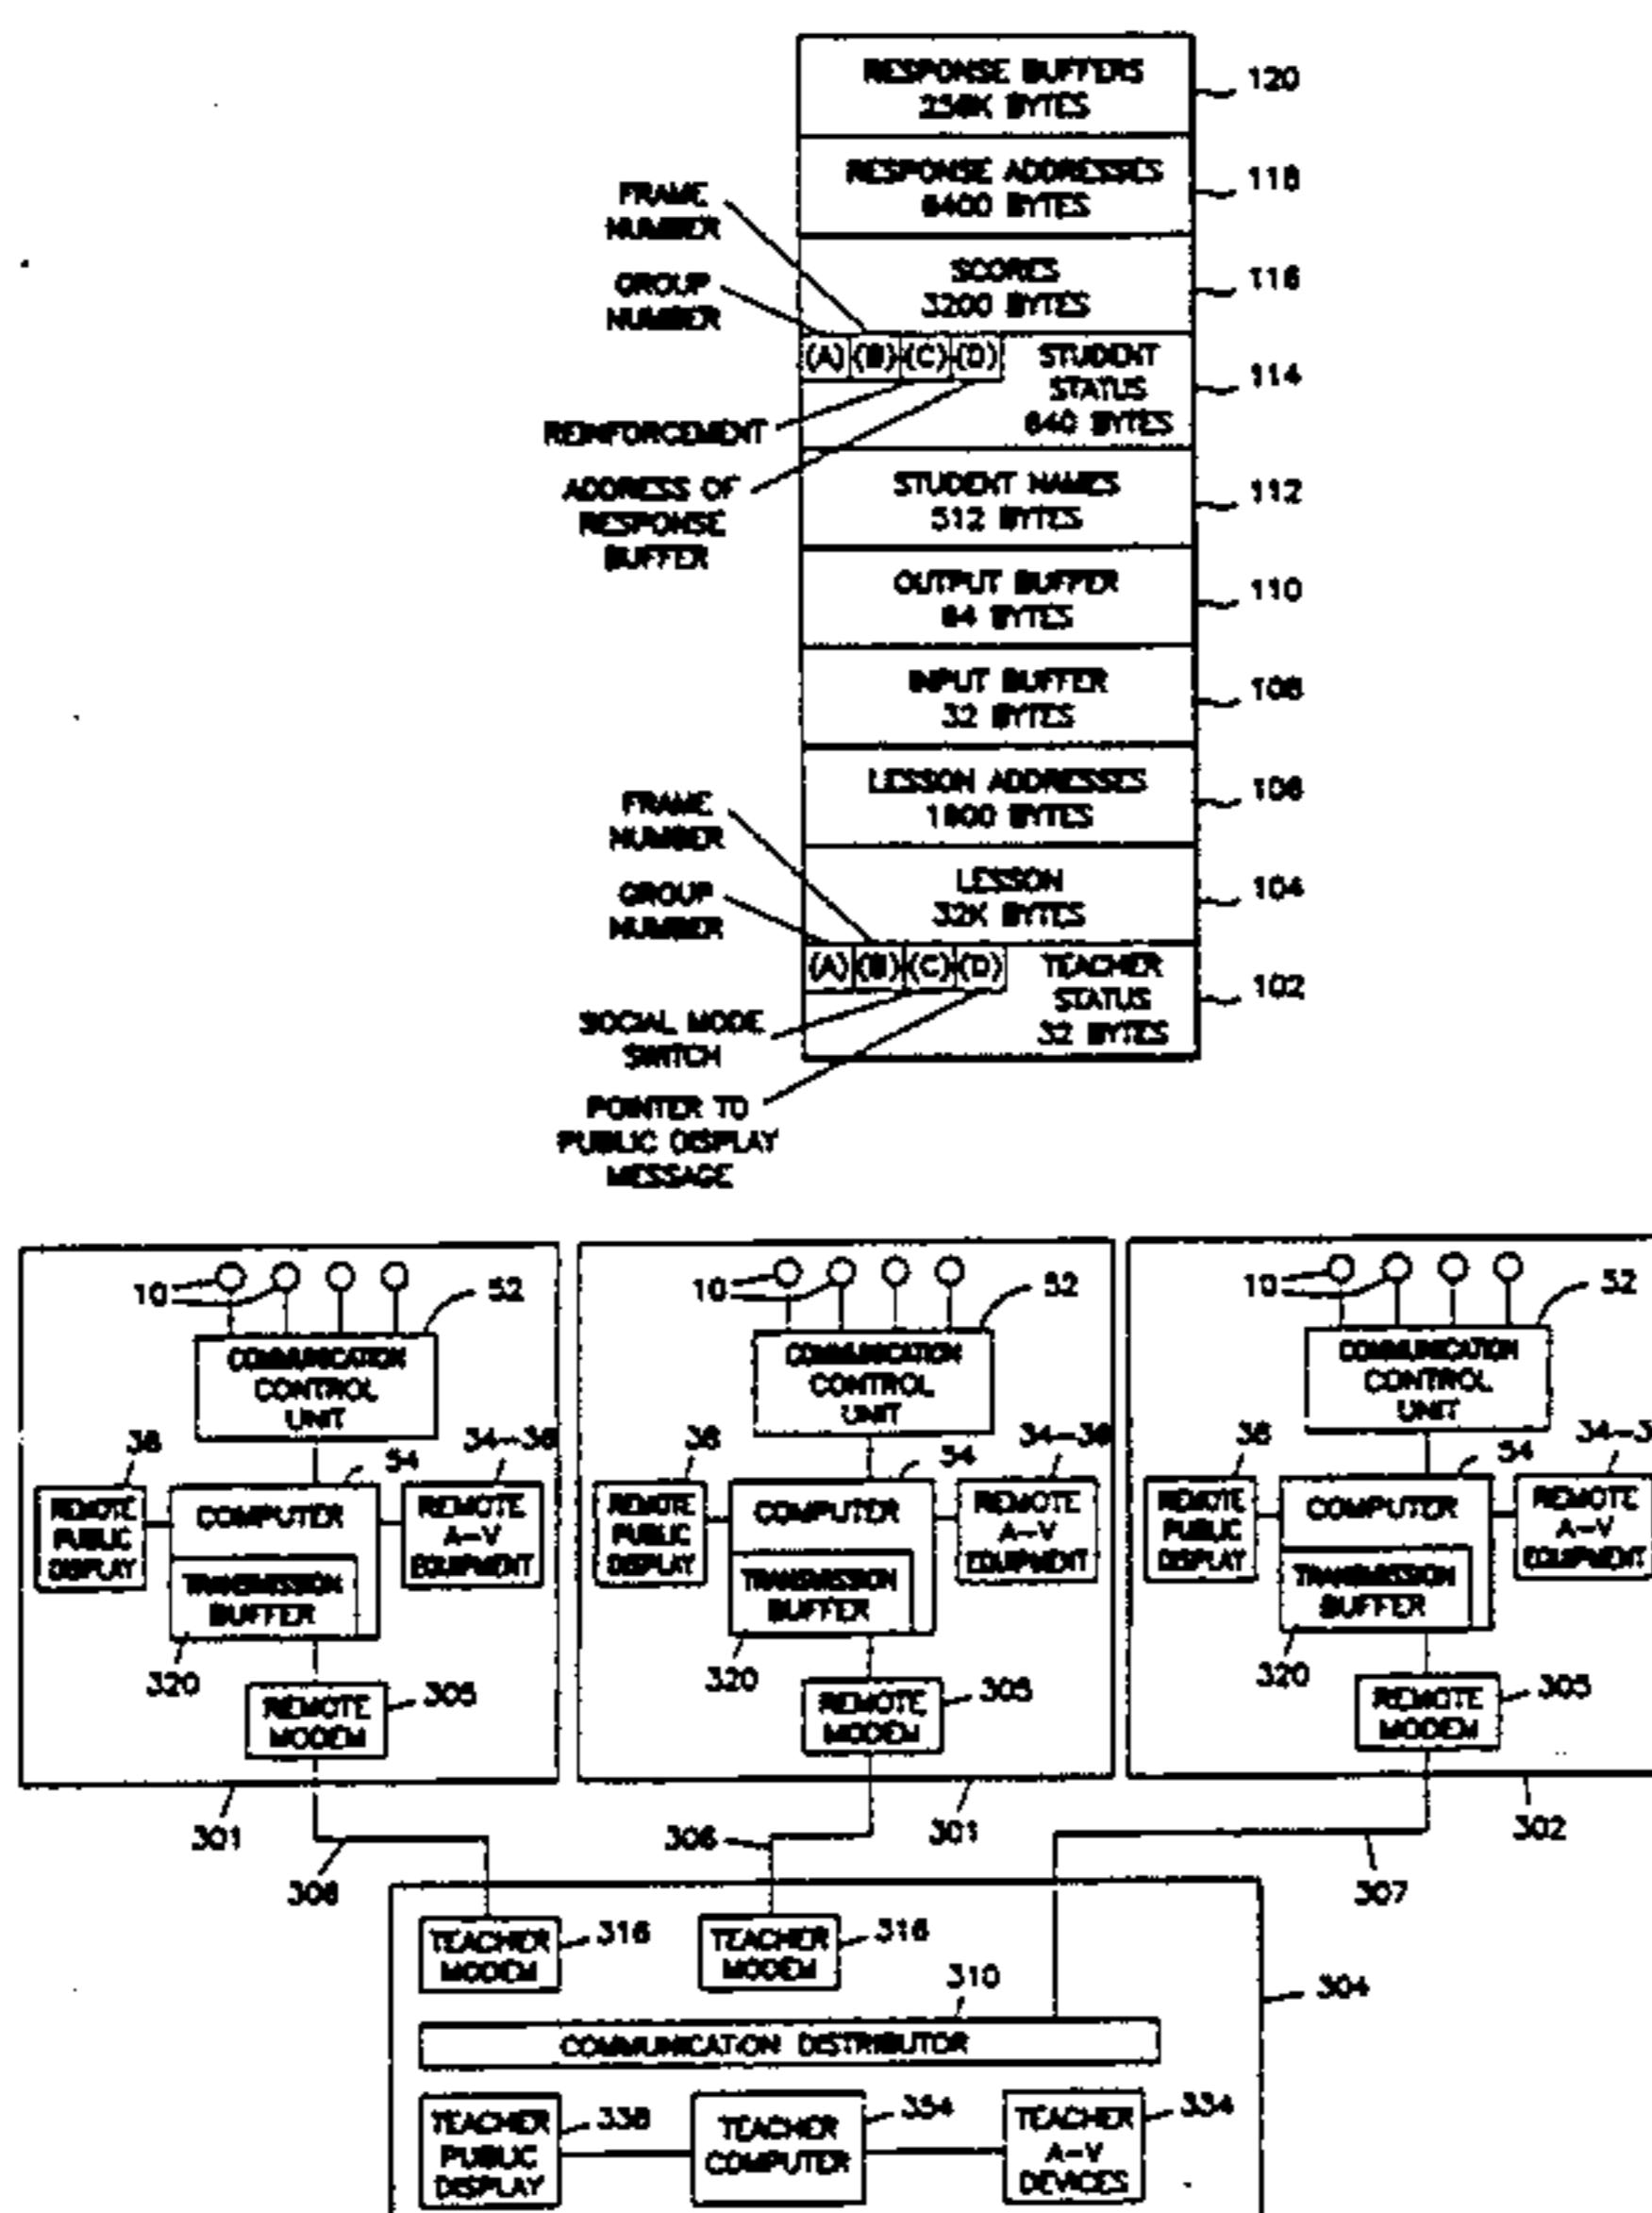 RESPONSE BUFFERS
BYTES
120
RESPONSE ADDRESSES
6400 BYTES
118
FRAME
NUMBER
GROUP
NUMBER
SCORES
3200 BYTES
116
(A) (B) (C) (D)
STUDENT
STATUS
640 BYTES
114
REINFORCEMENT
ADDRESS OF
RESPONSE
BUFFER
STUDENT NAMES
512 BYTES
112
OUTPUT BUFFER
64 BYTES
110
INPUT BUFFER
32 BYTES
108
LESSON ADDRESSES
BYTES
106
FRAME
NUMBER
GROUP
NUMBER
LESSON
32K BYTES
104
(A) (B) (C) (D)
TEACHER
STATUS
32 BYTES
102
SOCIAL MODE
SWITCH
POINTER TO
PUBLIC DISPLAY
MESSAGE
10
52
COMMUNICATION
CONTROL
UNIT
38
54
34-36
REMOTE
PUBLIC
DISPLAY
COMPUTER
REMOTE
A-V
EQUIPMENT
TRANSMISSION
BUFFER
320
REMOTE
MODEM
305
301
306
10
52
COMMUNICATION
CONTROL
UNIT
38
54
34-36
REMOTE
PUBLIC
DISPLAY
COMPUTER
REMOTE
A-V
EQUIPMENT
TRANSMISSION
BUFFER
320
REMOTE
MODEM
305
301
306
10
52
COMMUNICATION
CONTROL
UNIT
38
54
REMOTE
PUBLIC
DISPLAY
COMPUTER
REMOTE
A-V
EQUIPMENT
TRANSMISSION
BUFFER
320
REMOTE
MODEM
305
302
307
TEACHER
MODEM
316
TEACHER
MODEM
316
310
304
COMMUNICATION DISTRIBUTOR
TEACHER
PUBLIC
DISPLAY
338
TEACHER
COMPUTER
354
TEACHER
A-V
DEVICES
334